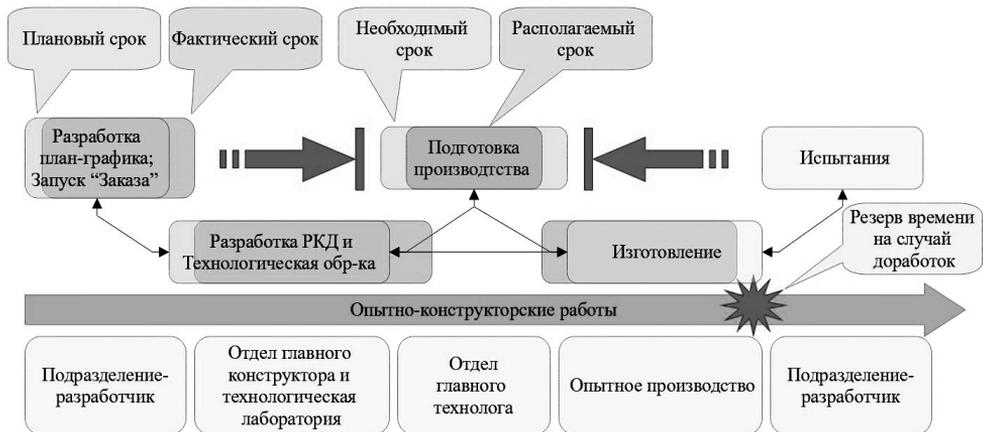 Плановый срок
Фактический срок
Необходимый
срок
Располагаемый
срок
Разработка
план-графика;
Запуск “Заказа”
Подготовка
производтства
Испытания
Разработка РКД и
Технологическая обр-ка
Изготовление
Резерв времени
на случай
доработок
Опытно-конструкторские работы
Подразделение-
разработчик
Отдел главного
конструктора и
технологическая
лаборатория
Отдел
главного
технолога
Опытное производство
Подразделение-
разработчик